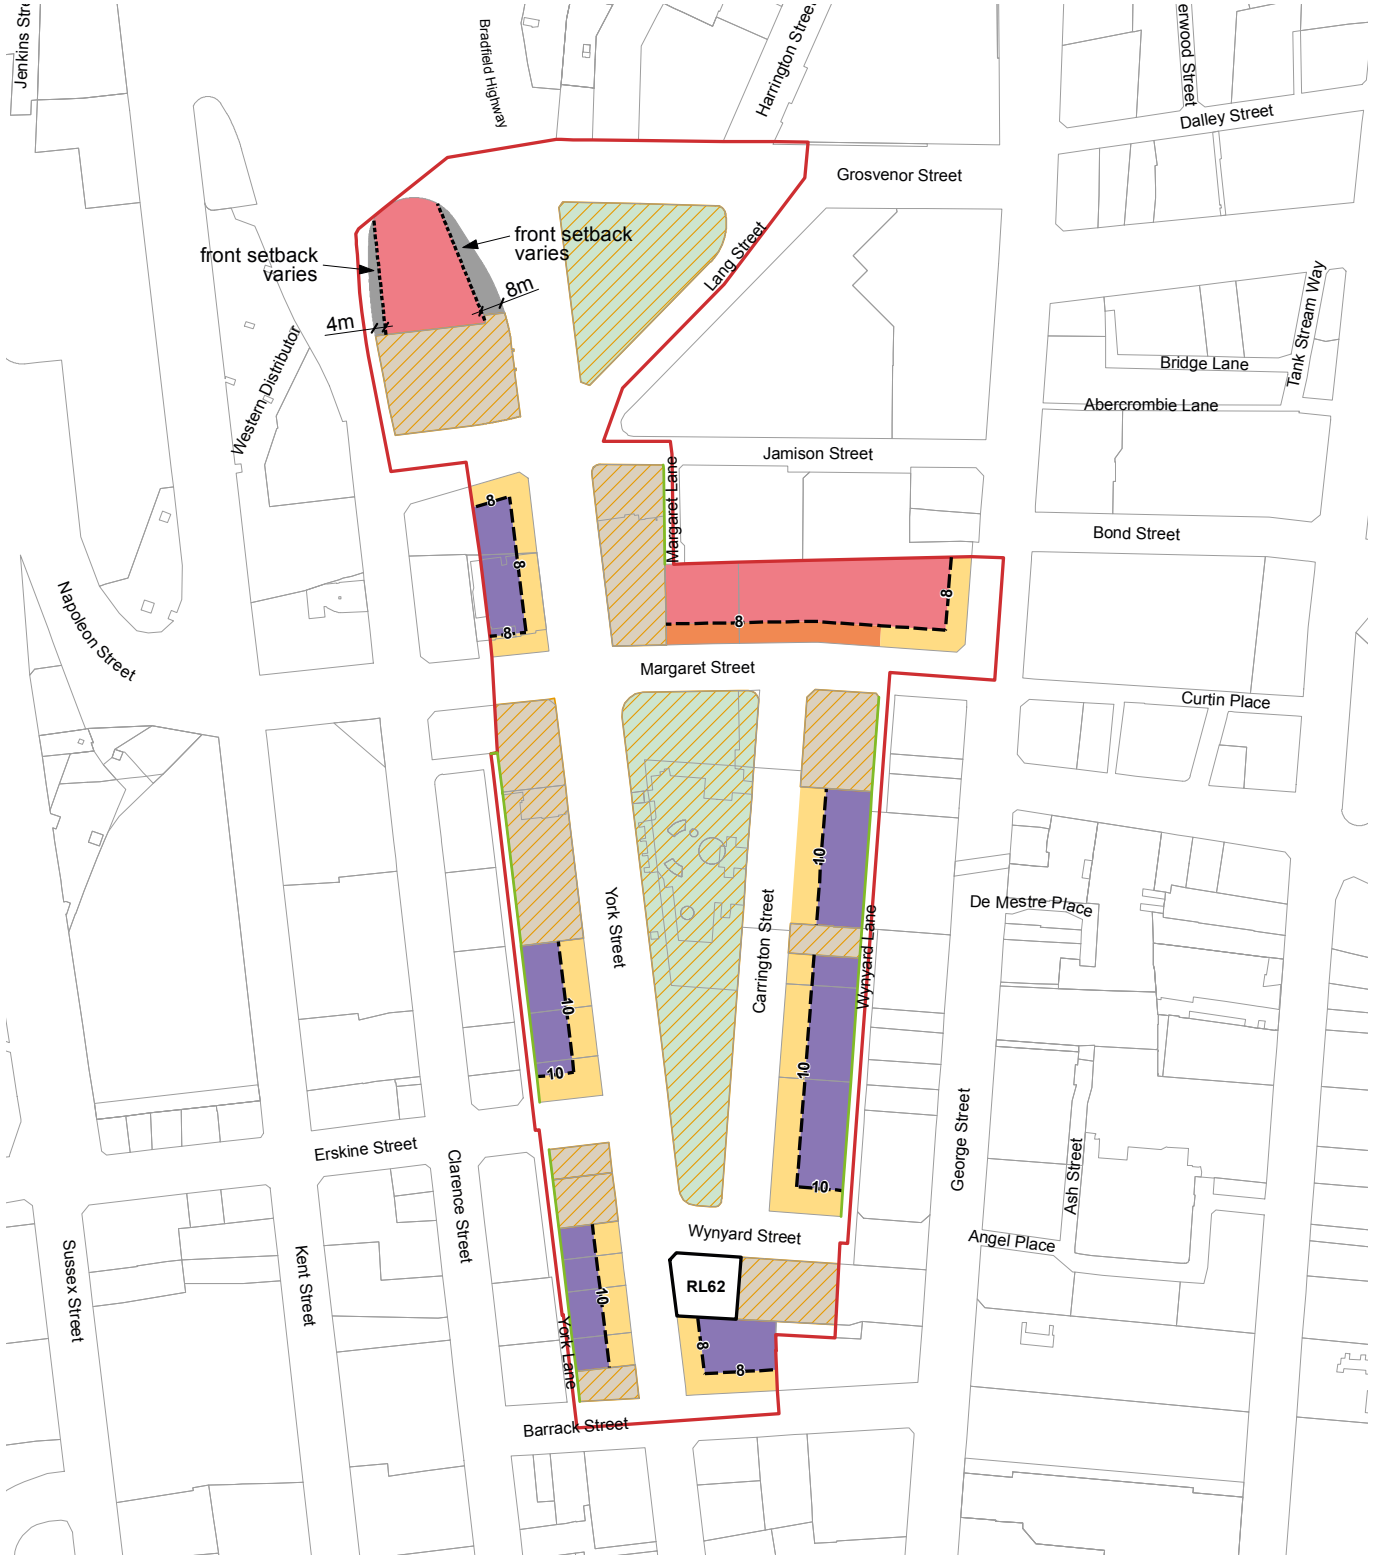 Jenkins Stre
Bradfield Highway
Harrington Street
erwood Street
Dalley Street
Grosvenor Street
front setback
varies
front setback
varies
Lang Street
8m
4m
Western Distributor
Tank Stream Way
Bridge Lane
Abercrombie Lane
Jamison Street
Margaret Lane
Bond Street
8
8
8
8
8
Napoleon Street
Margaret Street
Curtin Place
10
York Street
Carrington Street
Wynyard Lane
De Mestre Place
10
10
10
10
George Street
Ash Street
Erskine Street
Clarence Street
Wynyard Street
Angel Place
Sussex Street
Kent Street
RL62
10
York Lane
8
8
Barrack Street